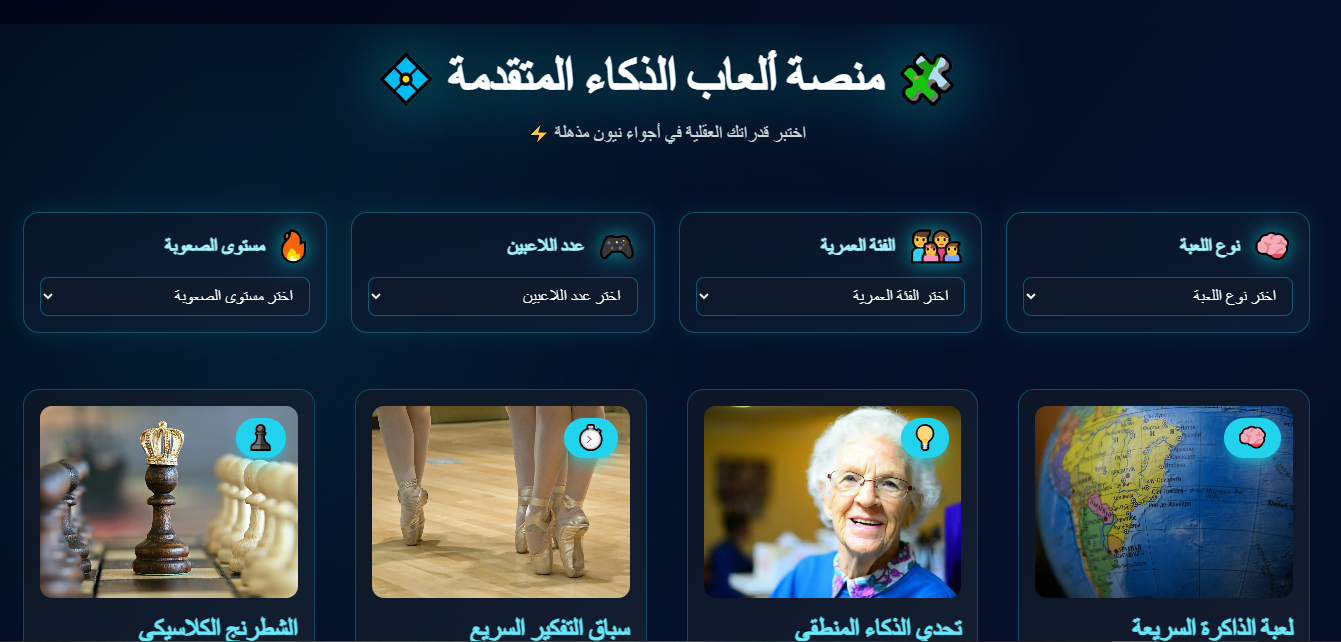 منصة ألعاب الذكاء المتقدمة
اختبر قدراتك العقلية في أجواء نيون مذهلة
نوع اللعبة
اختر نوع اللعبة
الفئة العمرية
اختر الفئة العمرية
عدد اللاعبين
اختر عدد اللاعبين
مستوى الصعوبة
اختر مستوى الصعوبة
لعبة الذاكرة السريعة
تحدي الذكاء المنطقي
سباق التفكير السريع
الشطرنج الكلاسيكي